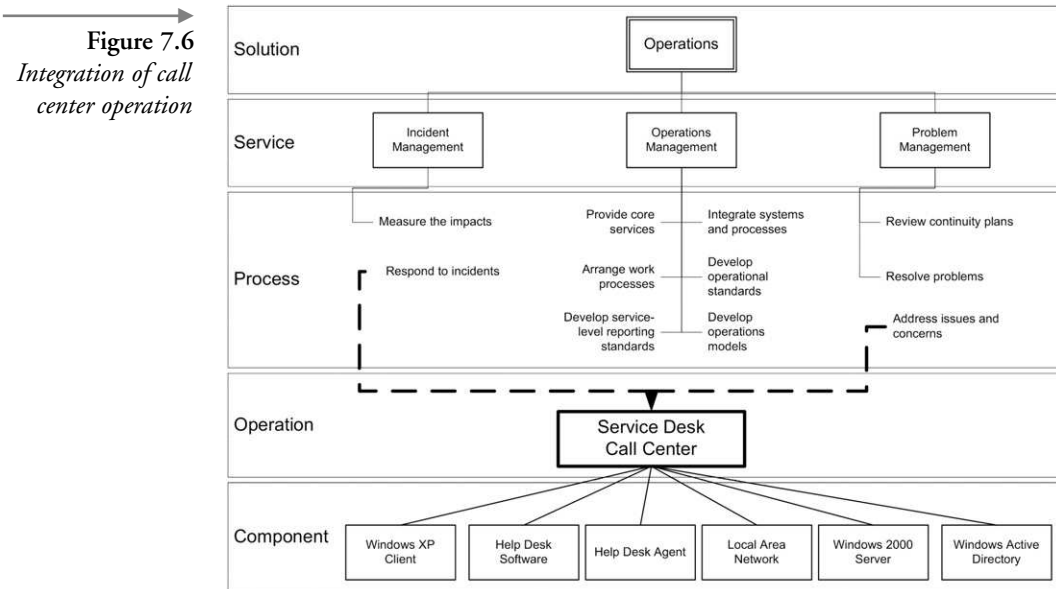 Figure 7.6
Integration of call
center operation
Solution
Operations
Service
Incident
Management
Operations
Management
Problem
Management
Process
Measure the impacts
Respond to incidents
Provide core
services
Integrate systems
and processes
Arrange work
processes
Develop
operational
standards
Develop service-
level reporting
standards
Develop
operations
models
Review continuity plans
Resolve problems
Address issues and
concerns
Operation
Service Desk
Call Center
Component
Windows XP
Client
Help Desk
Software
Help Desk Agent
Local Area
Network
Windows 2000
Server
Windows Active
Directory